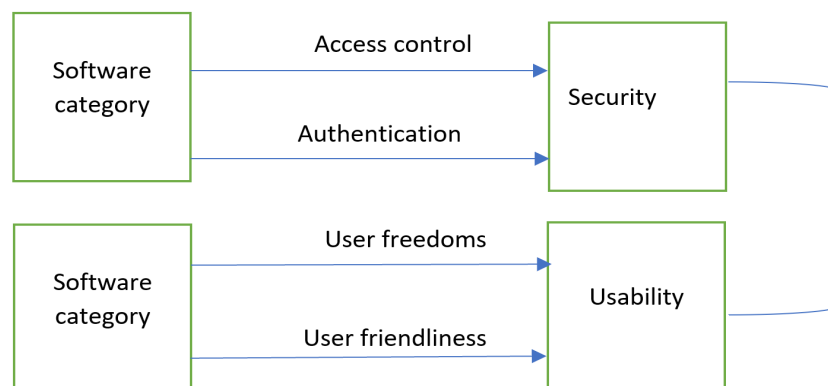 Software
category
Access control
Authentication
Security
Software
category
User freedoms
User friendliness
Usability